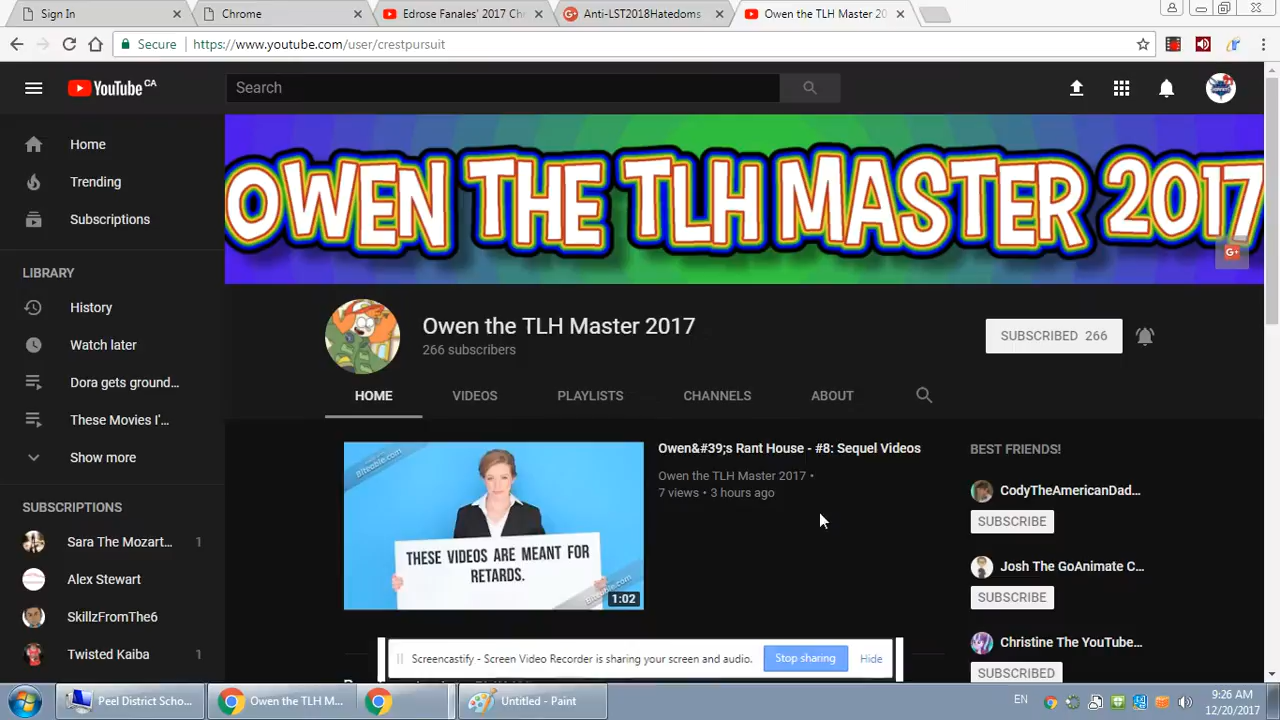 Sign In
Chrome
Edrose Fanales' 2017 Ch
Anti-LST2018Hatedoms
Owen the TLH Master 20
Secure
https://www.youtube.com/user/crestpursuit
YouTube CA
Search
Home
Trending
Subscriptions
LIBRARY
History
Watch later
Dora gets ground...
These Movies I'...
Show more
SUBSCRIPTIONS
Sara The Mozart... 1
Alex Stewart
SkillzFromThe6
Twisted Kaiba 1
OWEN THE TLH MASTER 2017
G+
Owen the TLH Master 2017
266 subscribers
SUBSCRIBED 266
HOME VIDEOS PLAYLISTS CHANNELS ABOUT
Biteable.com
THESE VIDEOS ARE MEANT FOR
RETARDS.
Biteable.com
1:02
Owen&#39;s Rant House - #8: Sequel Videos
Owen the TLH Master 2017 •
7 views • 3 hours ago
BEST FRIENDS!
CodyTheAmericanDad...
SUBSCRIBE
Josh The GoAnimate C...
SUBSCRIBE
Christine The YouTube...
SUBSCRIBED
Screencastify - Screen Video Recorder is sharing your screen and audio.
Stop sharing
Hide
Peel District Scho...
Owen the TLH M...
Untitled - Paint
EN
9:26 AM
12/20/2017